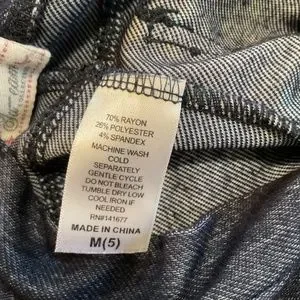 70% RAYON
26% POLYESTER
4% SPANDEX
MACHINE WASH
COLD
SEPARATELY
GENTLE CYCLE
DO NOT BLEACH
TUMBLE DRY LOW
COOL IRON IF
NEEDED
RN#141677
MADE IN CHINA
M(5)